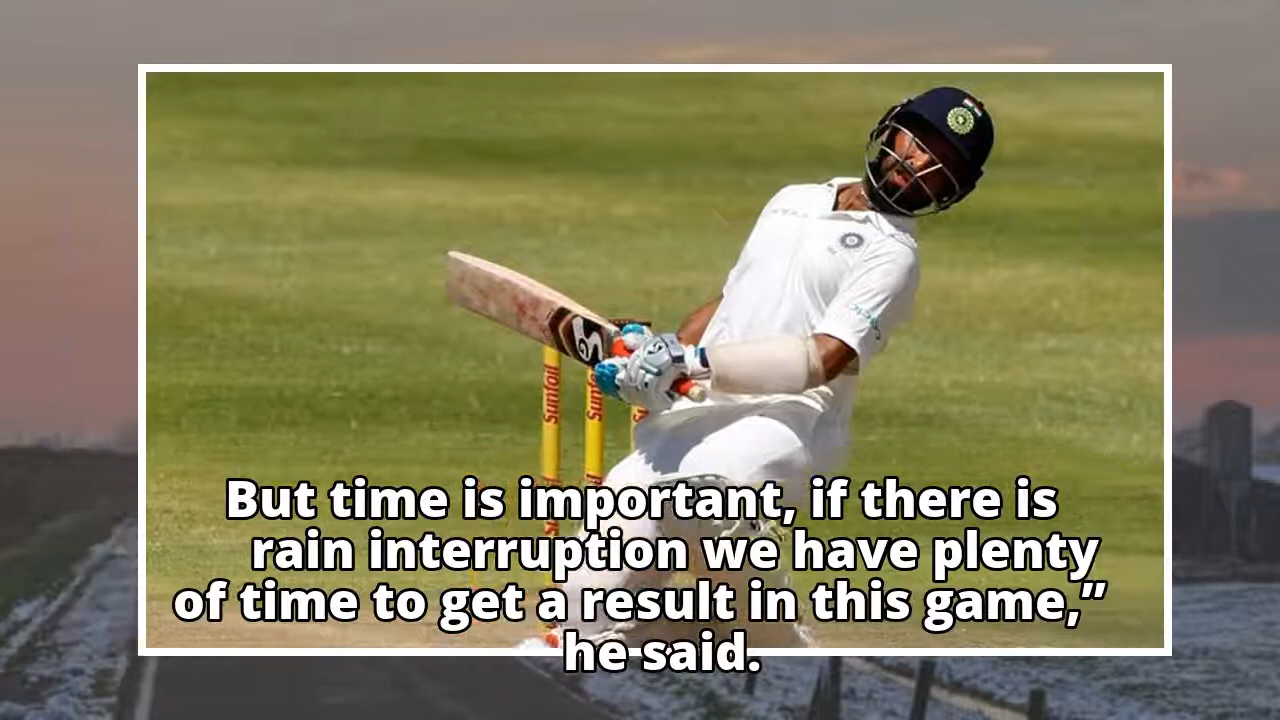 Sunfoil
Sunfoil
But time is important, if there is
rain interruption we have plenty
of time to get a result in this game,”
he said.